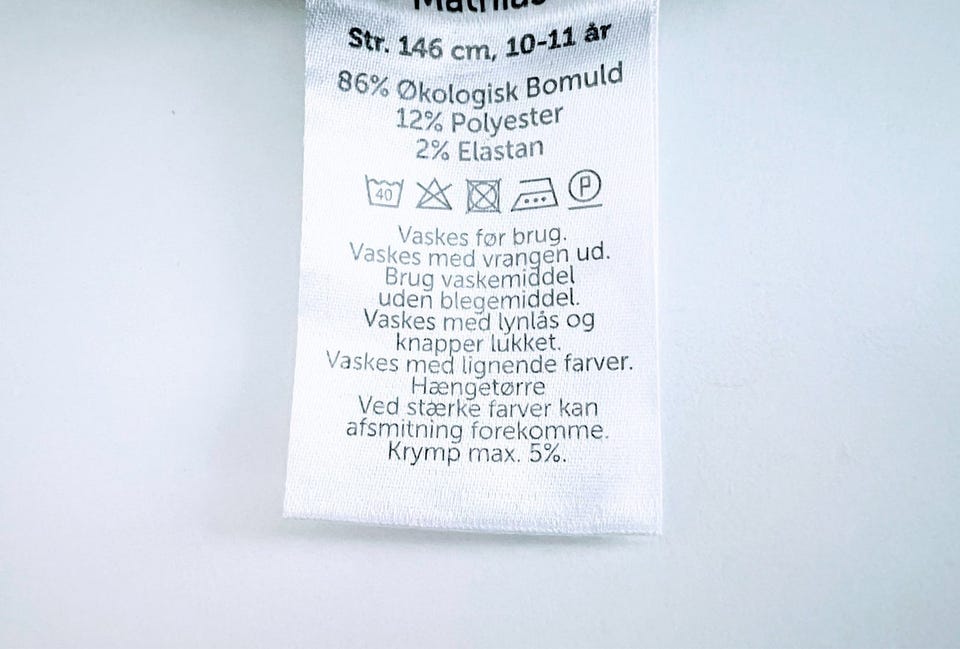 Mathilde
Str. 146 cm, 10-11 år
86% Økologisk Bomuld
12% Polyester
2% Elastan
40 P
Vaskes før brug.
Vaskes med vrangen ud.
Brug vaskemiddel
uden blegemiddel.
Vaskes med lynlås og
knapper lukket.
Vaskes med lignende farver.
Hængetørre
Ved stærke farver kan
afsmitning forekomme.
Krymp max. 5%.